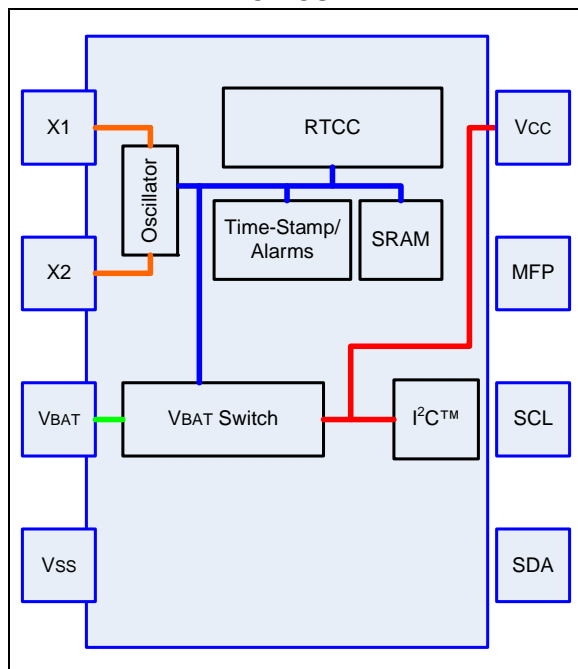 X1
X2
VBAT
VSS
Oscillator
RTCC
Time-Stamp/
Alarms
SRAM
VBAT Switch
I²C™
VCC
MFP
SCL
SDA